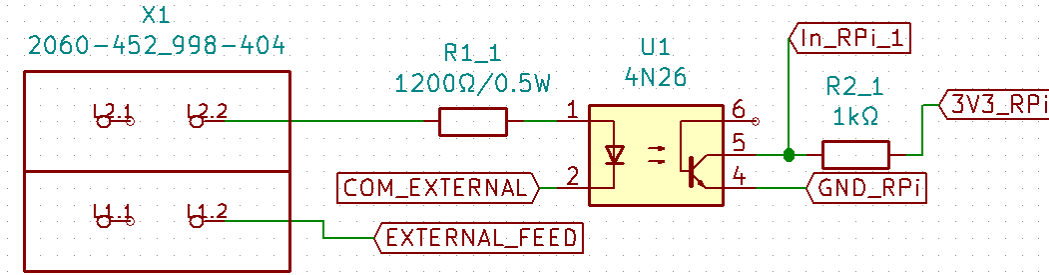 X1
2060-452_998-404
L2.1
L2.2
L1.1
L1.2
R1_1
1200Ω/0.5W
U1
4N26
1
2
6
5
4
COM_EXTERNAL
EXTERNAL_FEED
In_RPi_1
R2_1
1kΩ
3V3_RPi
GND_RPi